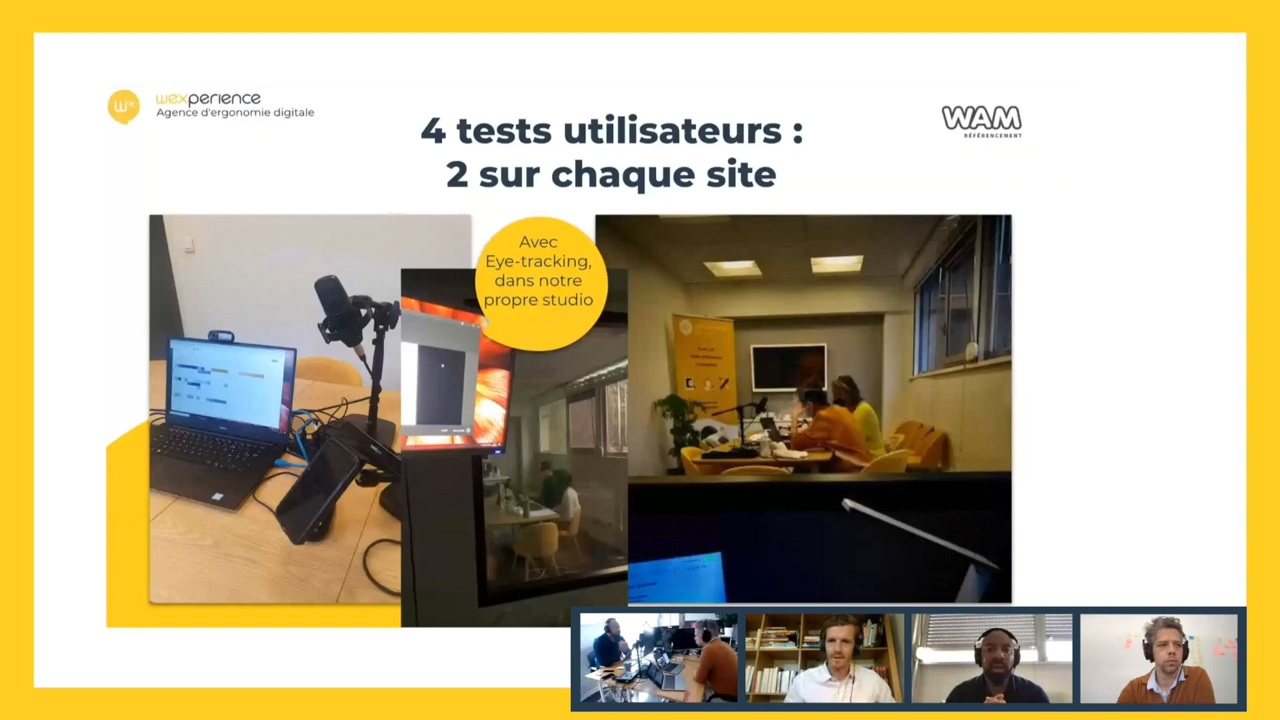 wexperience
Agence d'ergonomie digitale
WAM
RÉFÉRENCEMENT
4 tests utilisateurs :
2 sur chaque site
Avec
Eye-tracking,
dans notre
propre studio